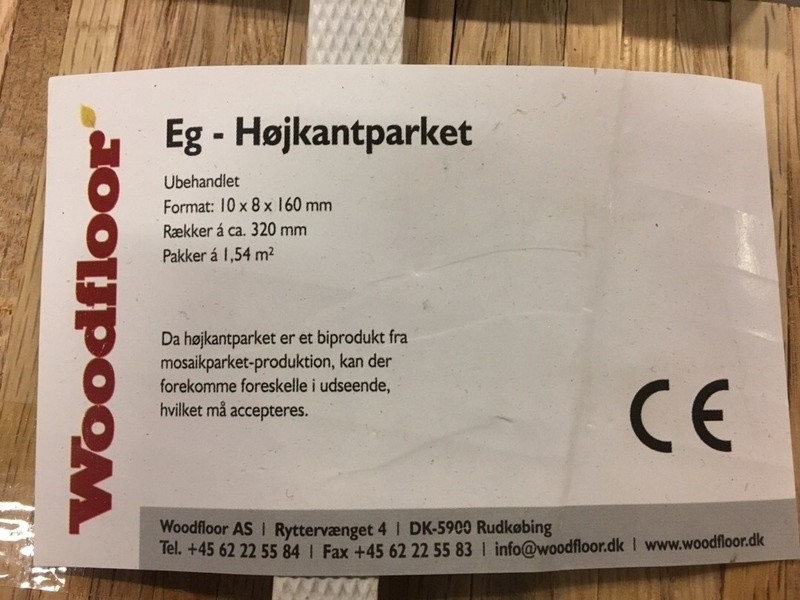 Woodfloor
Eg - Højkantparket
Ubehandlet
Format: 10 x 8 x 160 mm
Rækker á ca. 320 mm
Pakker á 1,54 m²
Da højkantparket er et biprodukt fra
mosaikparket-produktion, kan der
forekomme foreskelle i udseende,
hvilket må accepteres.
CE
Woodfloor AS | Ryttervænget 4 | DK-5900 Rudkøbing
Tel. +45 62 22 55 84 | Fax +45 62 22 55 83 | info@woodfloor.dk | www.woodfloor.dk